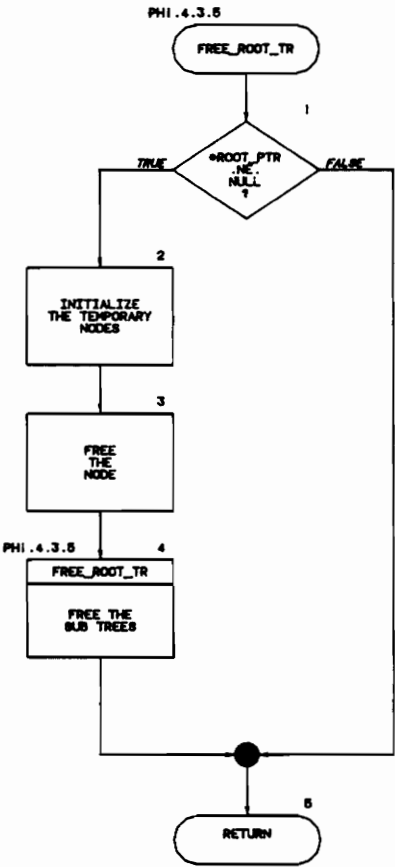 PHI.4.3.5
FREE_ROOT_TR
1
*ROOT_PTR
.NE.
NULL
?
TRUE
FALSE
2
INITIALIZE
THE TEMPORARY
NODES
3
FREE
THE
NODE
PHI.4.3.5
4
FREE_ROOT_TR
FREE THE
SUB TREES
5
RETURN